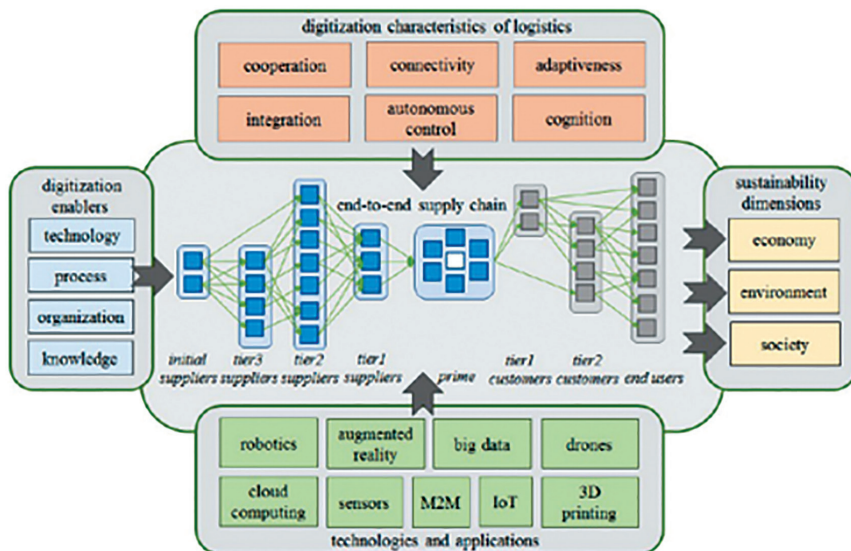 digitization characteristics of logistics
cooperation
connectivity
adaptiveness
integration
autonomous
control
cognition
digitization
enablers
technology
process
organization
knowledge
end-to-end supply chain
initial
suppliers
tier3
suppliers
tier2
suppliers
tier1
suppliers
prime
tier1
customers
tier2
customers
end users
sustainability
dimensions
economy
environment
society
robotics
augmented
reality
big data
drones
cloud
computing
sensors
M2M
IoT
3D
printing
technologies and applications